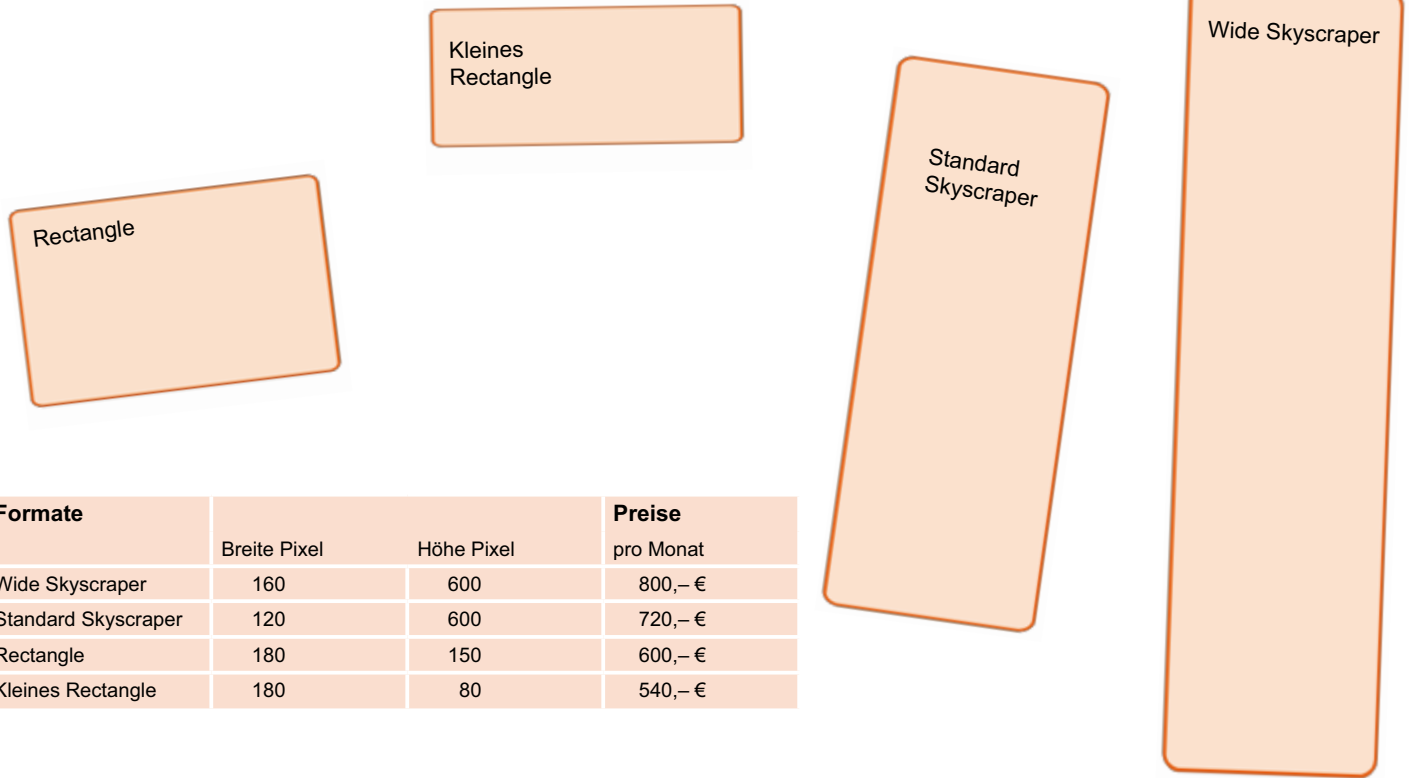 Kleines
Rectangle
Wide Skyscraper
Standard
Skyscraper
Rectangle
Formate Preise
Breite Pixel Höhe Pixel pro Monat
Wide Skyscraper 160 600 800,– €
Standard Skyscraper 120 600 720,– €
Rectangle 180 150 600,– €
Kleines Rectangle 180 80 540,– €